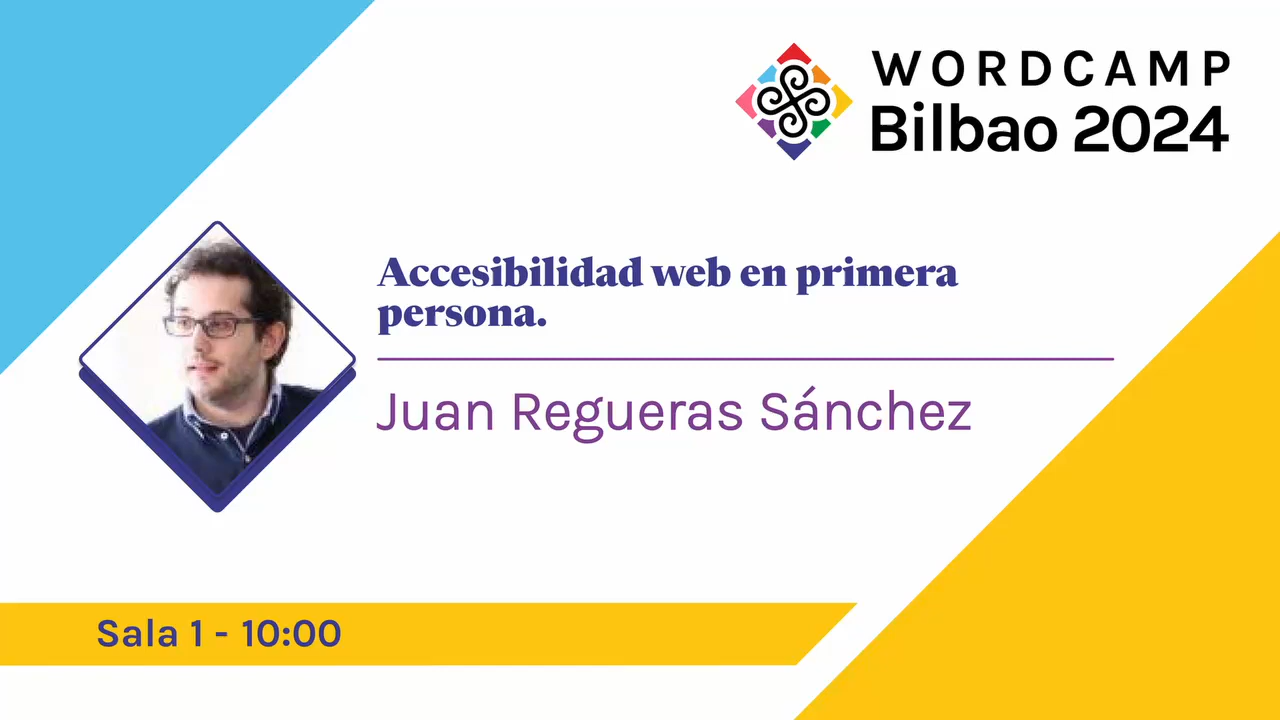 WORDCAMP
Bilbao 2024
Accesibilidad web en primera
persona.
Juan Regueras Sánchez
Sala 1 - 10:00